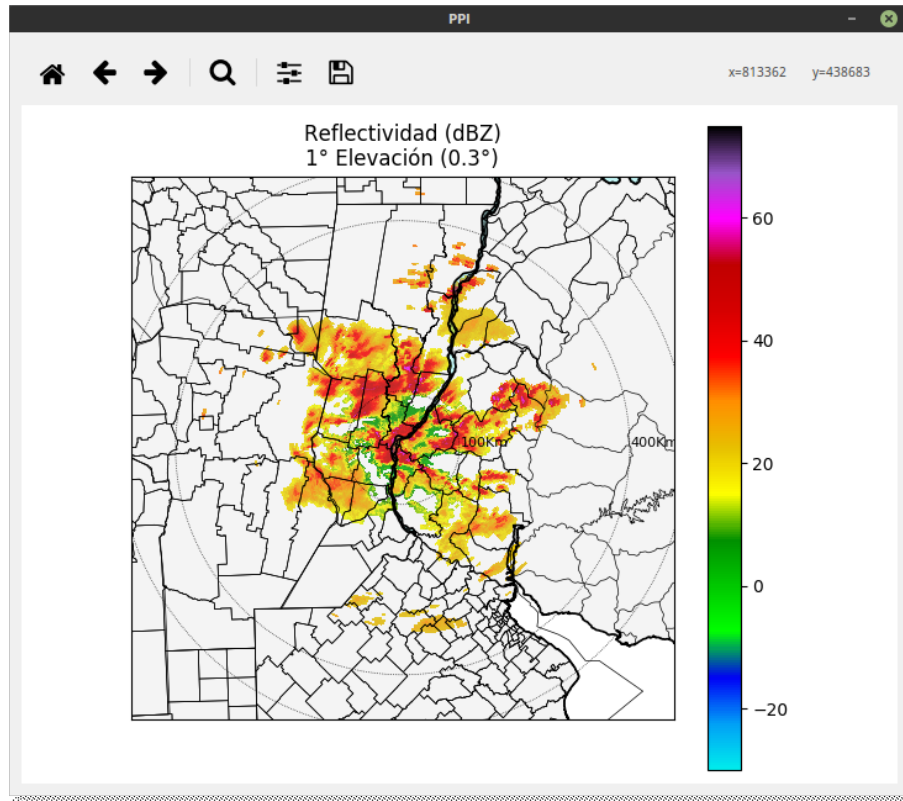 PPI
x=813362 y=438683
Reflectividad (dBZ)
1° Elevación (0.3°)
60
40
100Km
400Km
20
0
−20